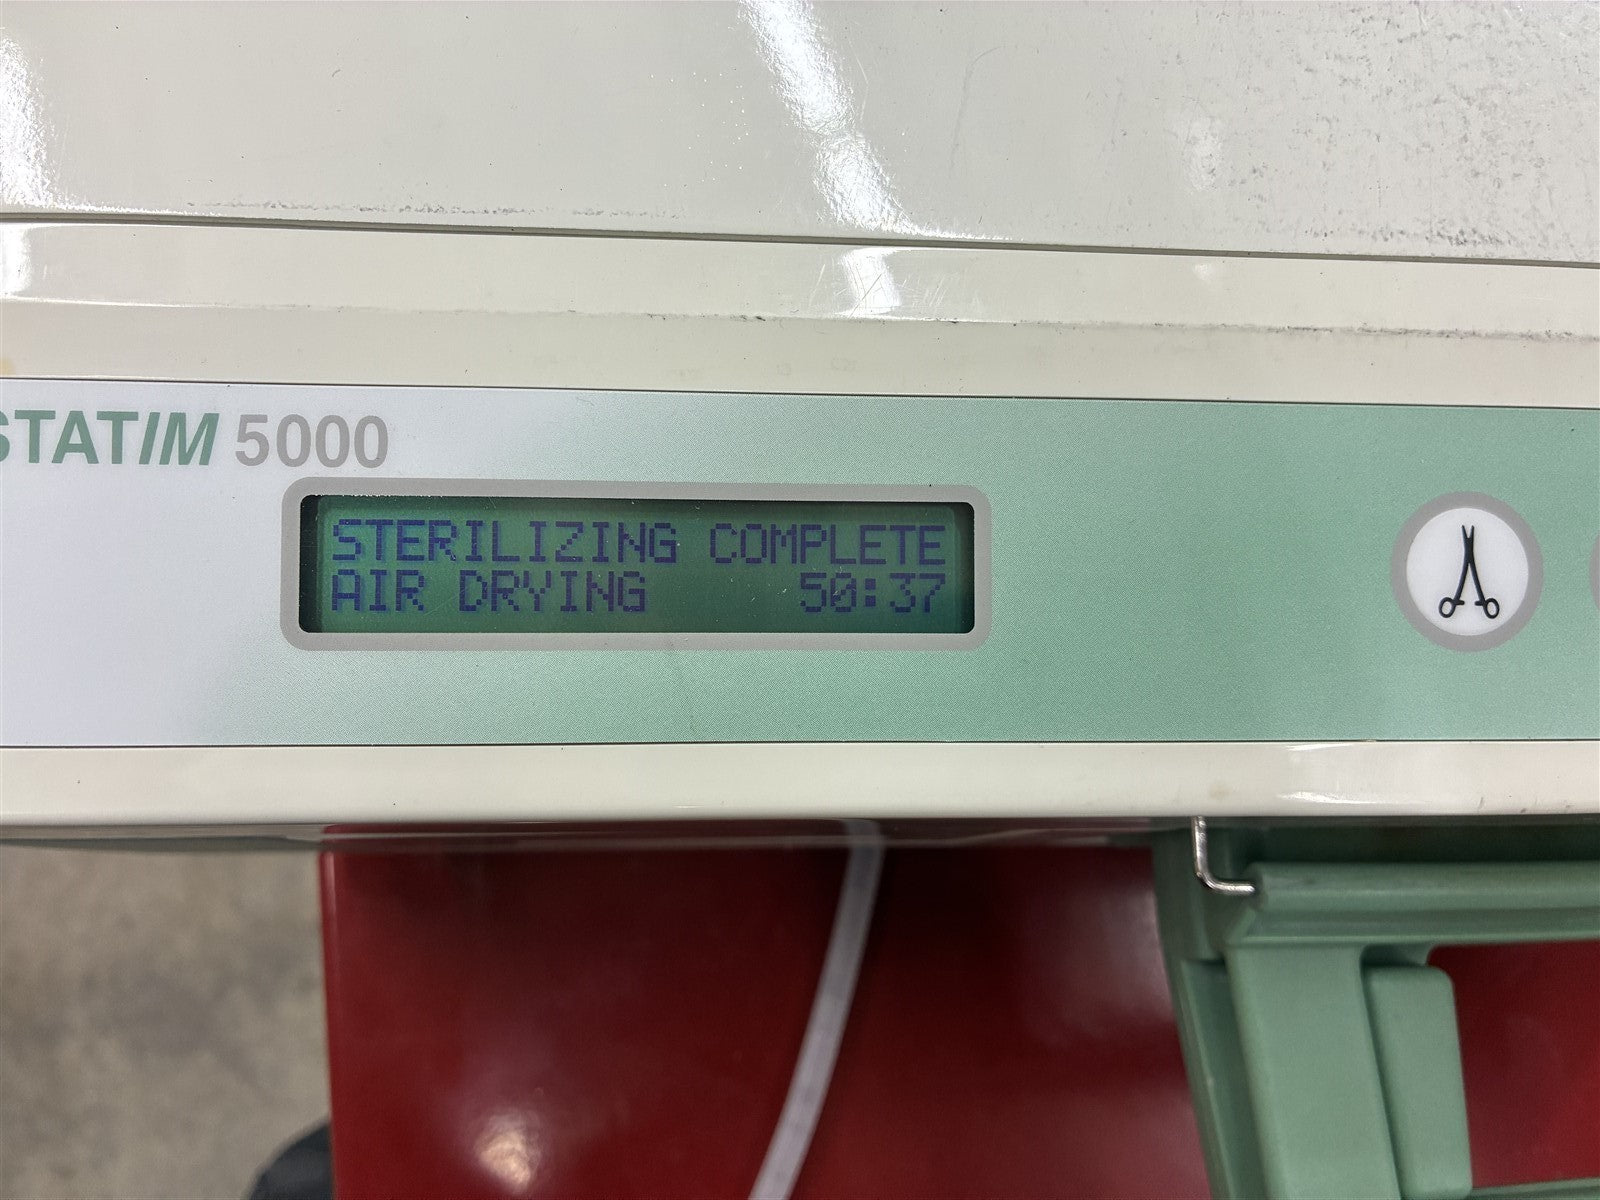 STATIM 5000
STERILIZING COMPLETE
AIR DRYING 50:37